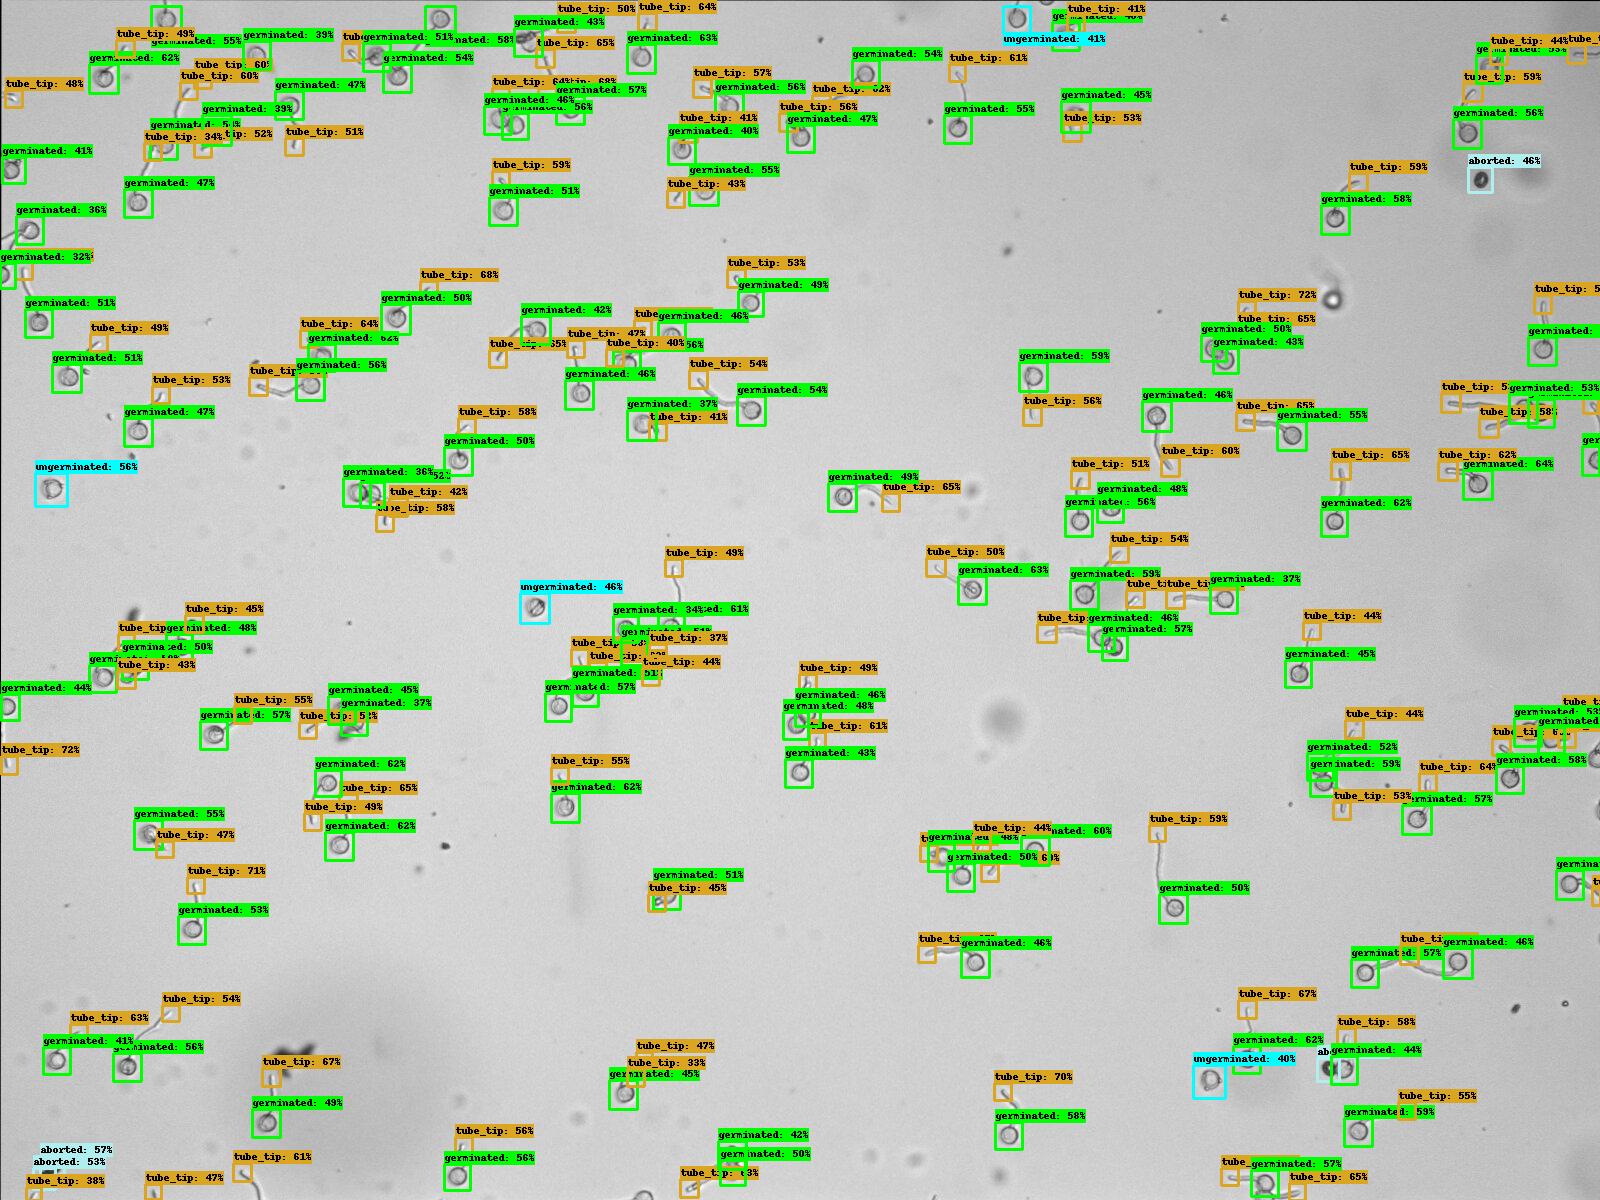 tube_tip: 50%
tube_tip: 64%
tube_tip: 41%
germinated: 43%
tube_tip: 49%
germinated: 39%
germinated: 51%
germinated: 63%
ungerminated: 41%
tube_tip: 44%
tube_tip: 65%
germinated: 62%
germinated: 54%
germinated: 54%
tube_tip: 61%
tube_tip: 60%
tube_tip: 57%
tube_tip: 59%
tube_tip: 48%
germinated: 47%
germinated: 57%
germinated: 56%
germinated: 46%
germinated: 45%
germinated: 39%
tube_tip: 56%
germinated: 55%
germinated: 56%
tube_tip: 41%
germinated: 47%
tube_tip: 53%
tube_tip: 34%
tube_tip: 51%
germinated: 40%
germinated: 41%
tube_tip: 59%
germinated: 55%
tube_tip: 59%
aborted: 46%
germinated: 47%
germinated: 51%
tube_tip: 43%
germinated: 58%
germinated: 36%
germinated: 32%
tube_tip: 53%
tube_tip: 68%
germinated: 49%
germinated: 51%
germinated: 50%
tube_tip: 72%
germinated: 42%
germinated: 46%
tube_tip: 49%
tube_tip: 64%
germinated: 50%
germinated: 43%
tube_tip: 40%
germinated: 51%
germinated: 56%
tube_tip: 54%
germinated: 59%
tube_tip: 53%
germinated: 46%
germinated: 54%
germinated: 53%
germinated: 47%
tube_tip: 58%
germinated: 37%
tube_tip: 41%
tube_tip: 56%
germinated: 46%
germinated: 55%
germinated: 50%
tube_tip: 60%
ungerminated: 56%
germinated: 36%
tube_tip: 51%
tube_tip: 65%
tube_tip: 62%
germinated: 64%
germinated: 49%
tube_tip: 65%
tube_tip: 42%
germinated: 48%
germinated: 56%
germinated: 62%
tube_tip: 58%
tube_tip: 49%
tube_tip: 50%
tube_tip: 54%
germinated: 63%
germinated: 59%
germinated: 37%
ungerminated: 46%
tube_tip: 45%
germinated: 34%
germinated: 46%
germinated: 57%
tube_tip: 44%
tube_tip: 37%
germinated: 50%
tube_tip: 43%
tube_tip: 44%
germinated: 45%
tube_tip: 49%
germinated: 44%
germinated: 57%
germinated: 45%
germinated: 37%
tube_tip: 55%
germinated: 46%
germinated: 48%
tube_tip: 44%
germinated: 57%
tube_tip: 61%
germinated: 52%
tube_tip: 72%
germinated: 43%
germinated: 62%
tube_tip: 55%
germinated: 59%
tube_tip: 64%
germinated: 58%
germinated: 62%
tube_tip: 65%
tube_tip: 53%
germinated: 57%
tube_tip: 49%
germinated: 55%
germinated: 62%
tube_tip: 47%
tube_tip: 59%
tube_tip: 44%
germinated: 50%
tube_tip: 71%
germinated: 51%
tube_tip: 45%
germinated: 50%
germinated: 53%
germinated: 46%
germinated: 46%
tube_tip: 54%
tube_tip: 67%
tube_tip: 63%
tube_tip: 58%
germinated: 41%
germinated: 56%
germinated: 62%
germinated: 44%
tube_tip: 47%
tube_tip: 33%
ungerminated: 40%
tube_tip: 67%
germinated: 45%
tube_tip: 70%
tube_tip: 55%
germinated: 49%
germinated: 58%
germinated: 59%
tube_tip: 56%
germinated: 42%
aborted: 57%
aborted: 53%
germinated: 50%
tube_tip: 61%
germinated: 56%
germinated: 57%
tube_tip: 38%
tube_tip: 47%
tube_tip: 65%